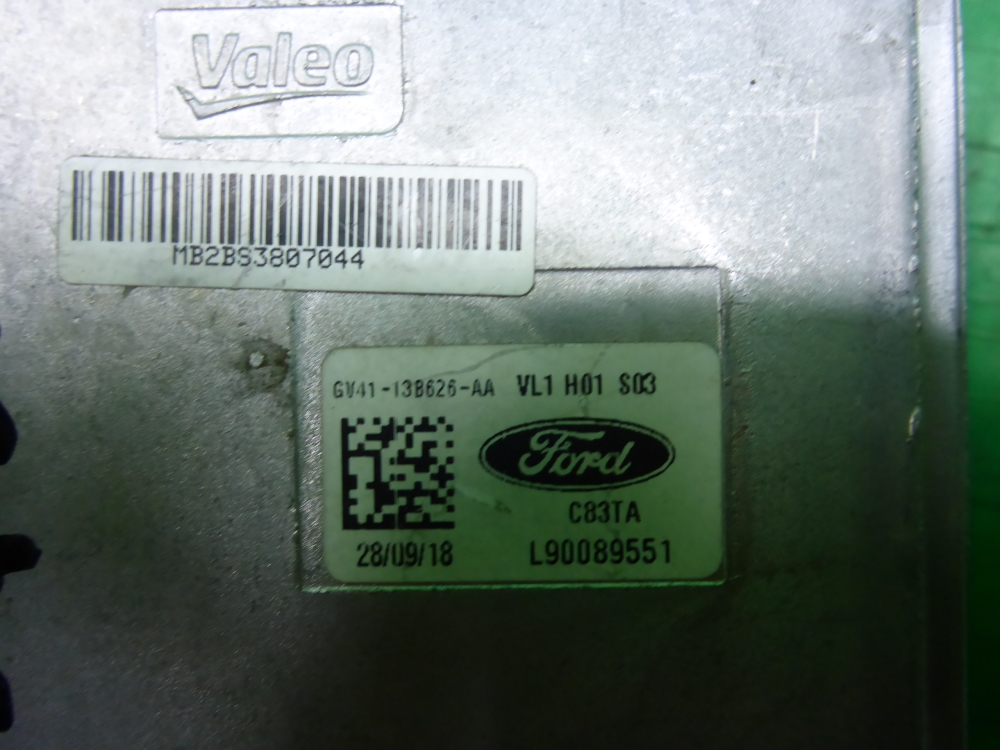 Valeo
MB2BS3807044
GV41-13B626-AA VL1 H01 S03
Ford
C83TA
28/09/18 L90089551